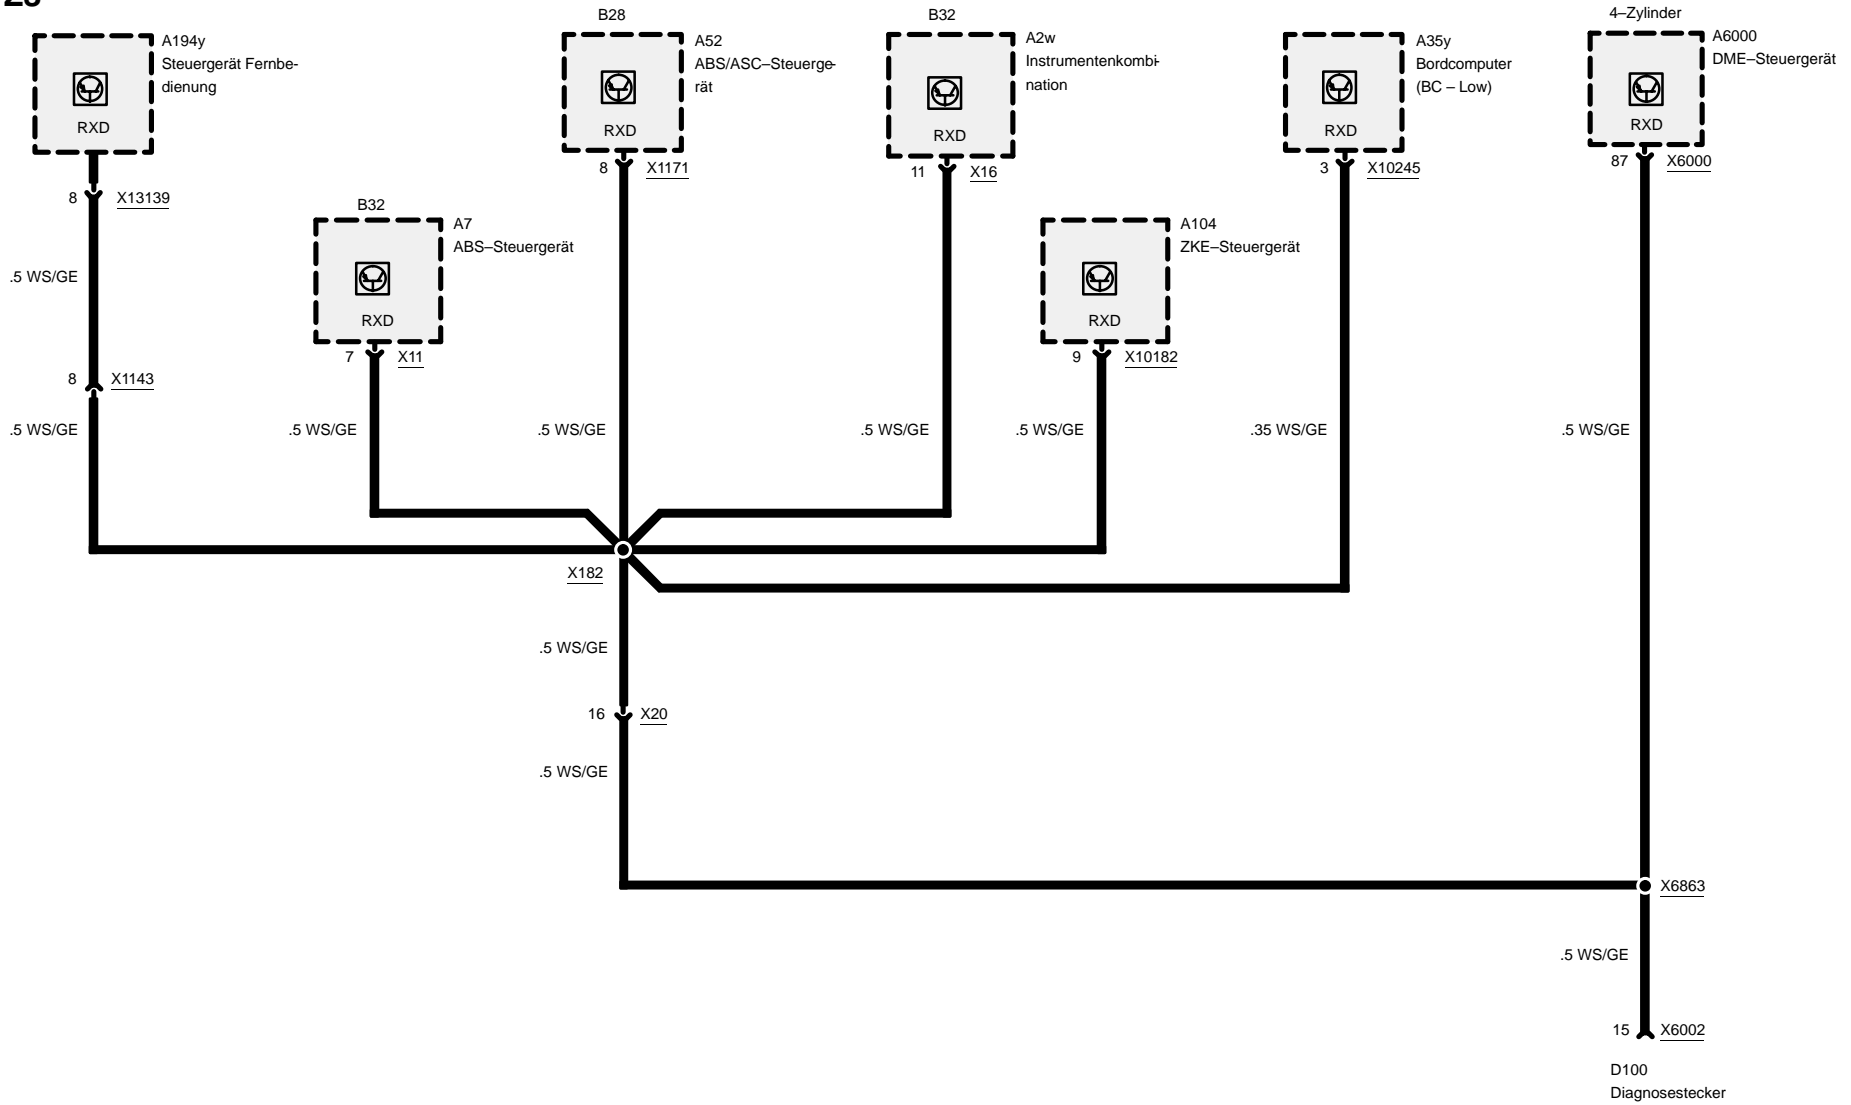 B28
B32
4–Zylinder
A194y
Steuergerät Fernbe-
dienung
RXD
8 X13139
.5 WS/GE
8 X1143
.5 WS/GE
B32
A7
ABS–Steuergerät
RXD
7 X11
.5 WS/GE
A52
ABS/ASC–Steuerge-
rät
RXD
8 X1171
.5 WS/GE
A2w
Instrumentenkombi-
nation
RXD
11 X16
.5 WS/GE
A104
ZKE–Steuergerät
RXD
9 X10182
.5 WS/GE
A35y
Bordcomputer
(BC – Low)
RXD
3 X10245
.35 WS/GE
A6000
DME–Steuergerät
RXD
87 X6000
.5 WS/GE
X182
.5 WS/GE
16 X20
.5 WS/GE
X6863
.5 WS/GE
15 X6002
D100
Diagnosestecker